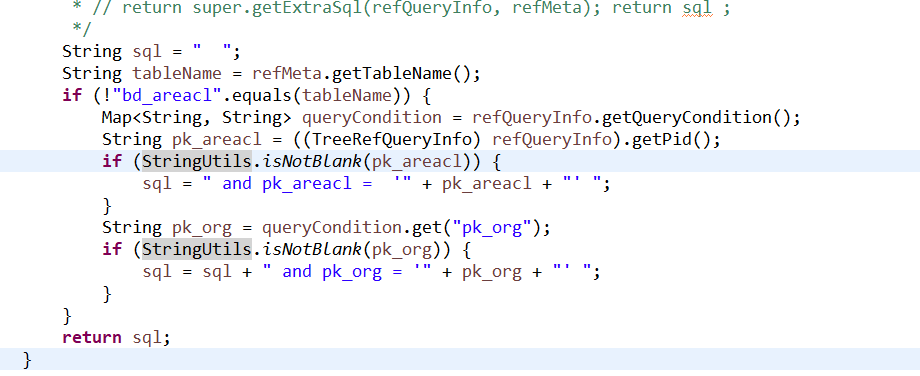 * // return super.getExtraSql(refQueryInfo, refMeta); return sql ;
*/
String sql = "  ";
String tableName = refMeta.getTableName();
if (!"bd_areacl".equals(tableName)) {
Map<String, String> queryCondition = refQueryInfo.getQueryCondition();
String pk_areacl = ((TreeRefQueryInfo) refQueryInfo).getPid();
if (StringUtils.isNotBlank(pk_areacl)) {
sql = " and pk_areacl =  '" + pk_areacl + "' ";
}
String pk_org = queryCondition.get("pk_org");
if (StringUtils.isNotBlank(pk_org)) {
sql = sql + " and pk_org = '" + pk_org + "' ";
}
}
return sql;
}